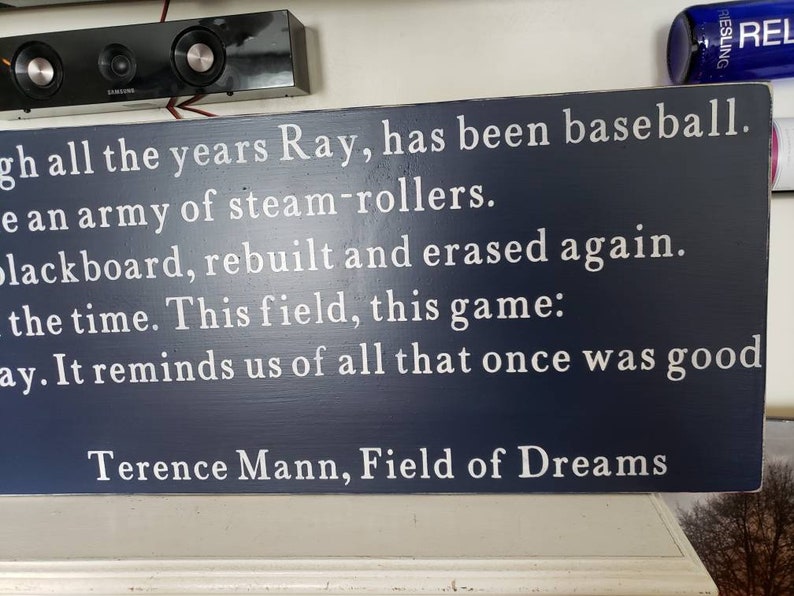 SAMSUNG
RIESLING
REL
gh all the years Ray, has been baseball.
e an army of steam-rollers.
blackboard, rebuilt and erased again.
the time. This field, this game:
ay. It reminds us of all that once was good
Terence Mann, Field of Dreams